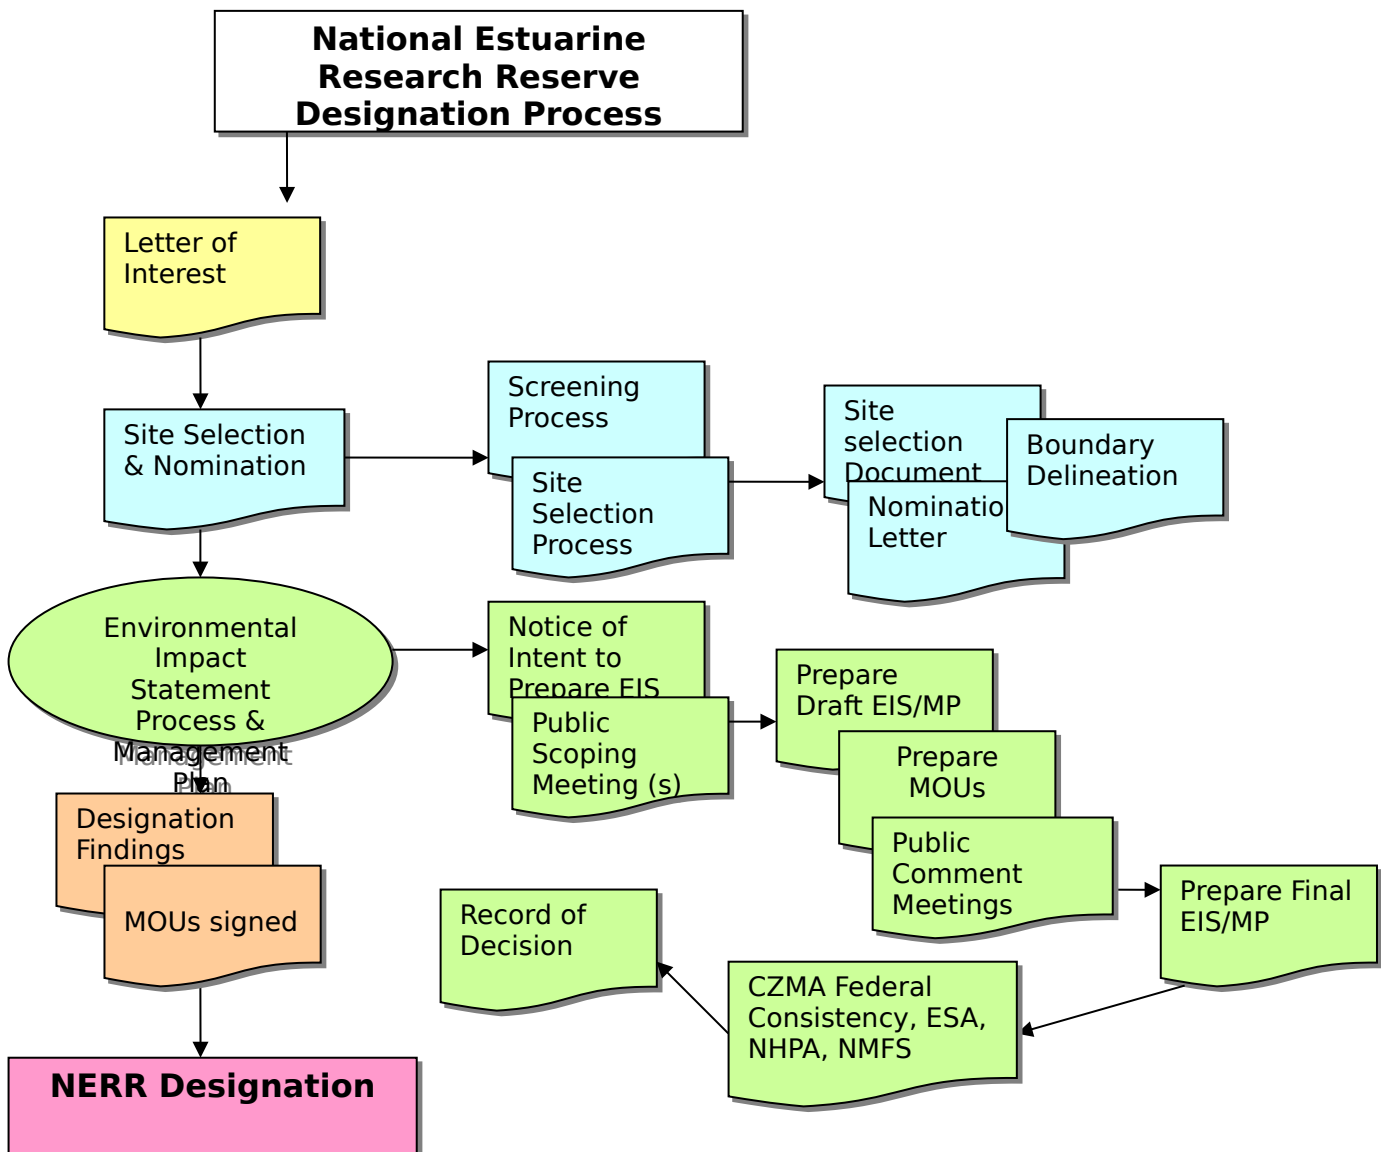 National Estuarine
Research Reserve
Designation Process
Letter of
Interest
Site Selection
& Nomination
Screening
Process
Site
Selection
Process
Site
selection
Document
Nominatio
Letter
Boundary
Delineation
Environmental
Impact
Statement
Process &
Management
Plan
Notice of
Intent to
Prepare EIS
Public
Scoping
Meeting (s)
Prepare
Draft EIS/MP
Prepare
MOUs
Public
Comment
Meetings
Prepare Final
EIS/MP
CZMA Federal
Consistency, ESA,
NHPA, NMFS
Record of
Decision
Designation
Findings
MOUs signed
NERR Designation